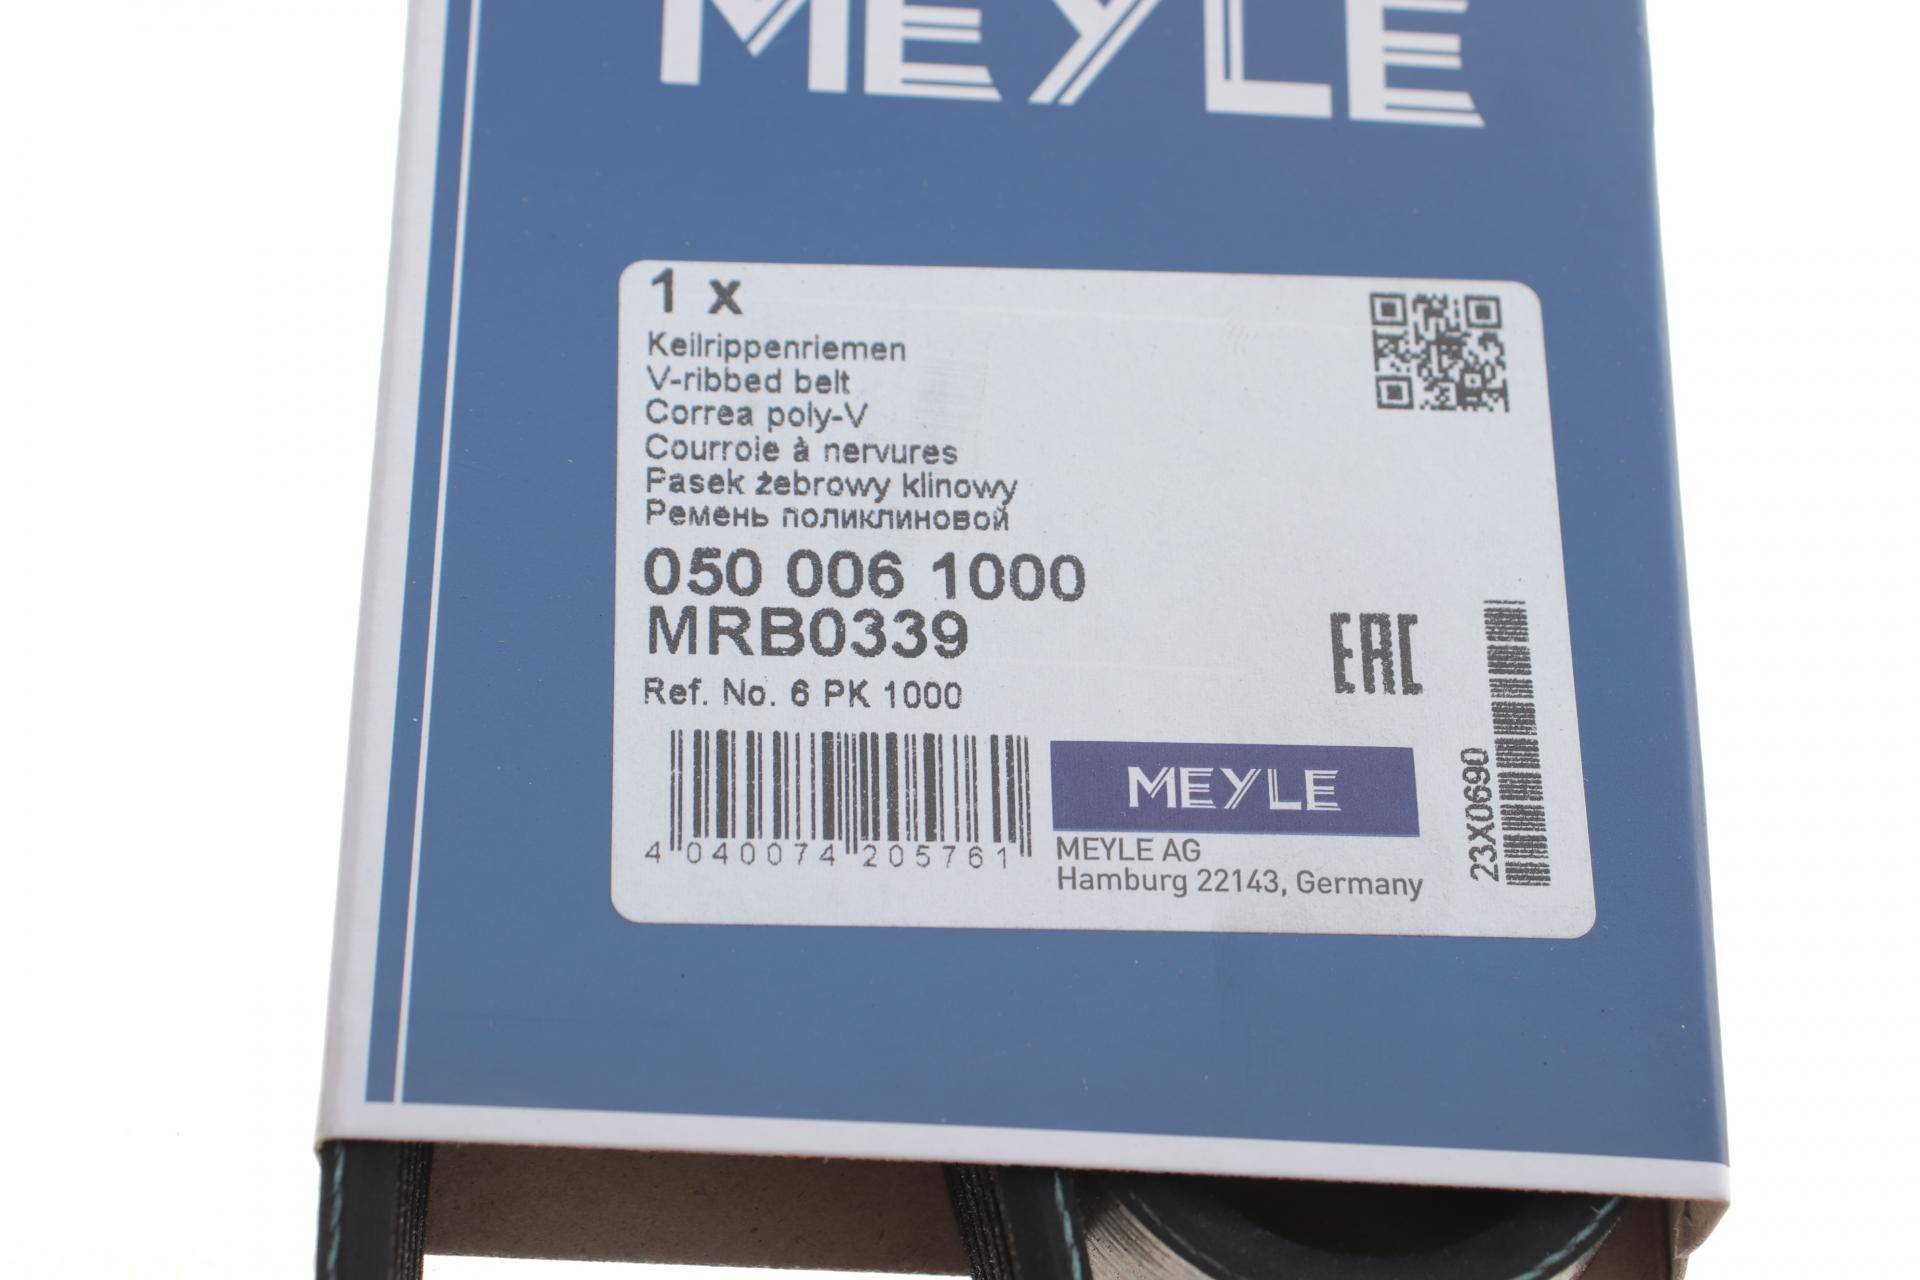 MEYLE
1 x
Keilrippenriemen
V-ribbed belt
Correa poly-V
Courroie à nervures
Pasek żebrowy klinowy
Ремень поликлиновой
050 006 1000
MRB0339
Ref. No. 6 PK 1000
EAC
4 040074 205761
MEYLE
MEYLE AG
Hamburg 22143, Germany
23X0690